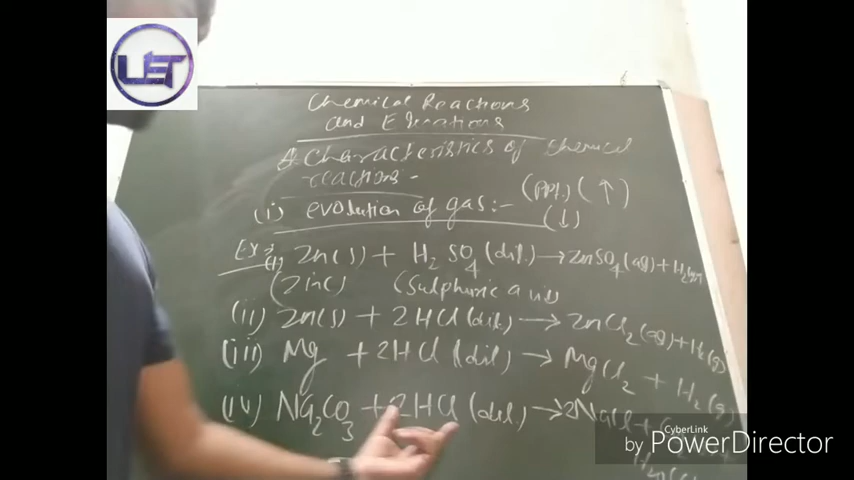 UET
Chemical Reactions
and Equations
Characteristics of chemical
reactions -
(i) evolution of gas :- (PPt.) (↑)
(↓)
Ex:- (i) Zn(s) + H2SO4 (dil.) → ZnSO4(aq) + H2(g)
(Zinc) (Sulphuric acid)
(ii) Zn(s) + 2HCl (dil.) → ZnCl2(aq) + H2(g)
(iii) Mg + 2HCl (dil) → MgCl2 + H2(g)
(iv) Na2CO3 + 2HCl (dil) → 2NaCl +
CyberLink
by PowerDirector